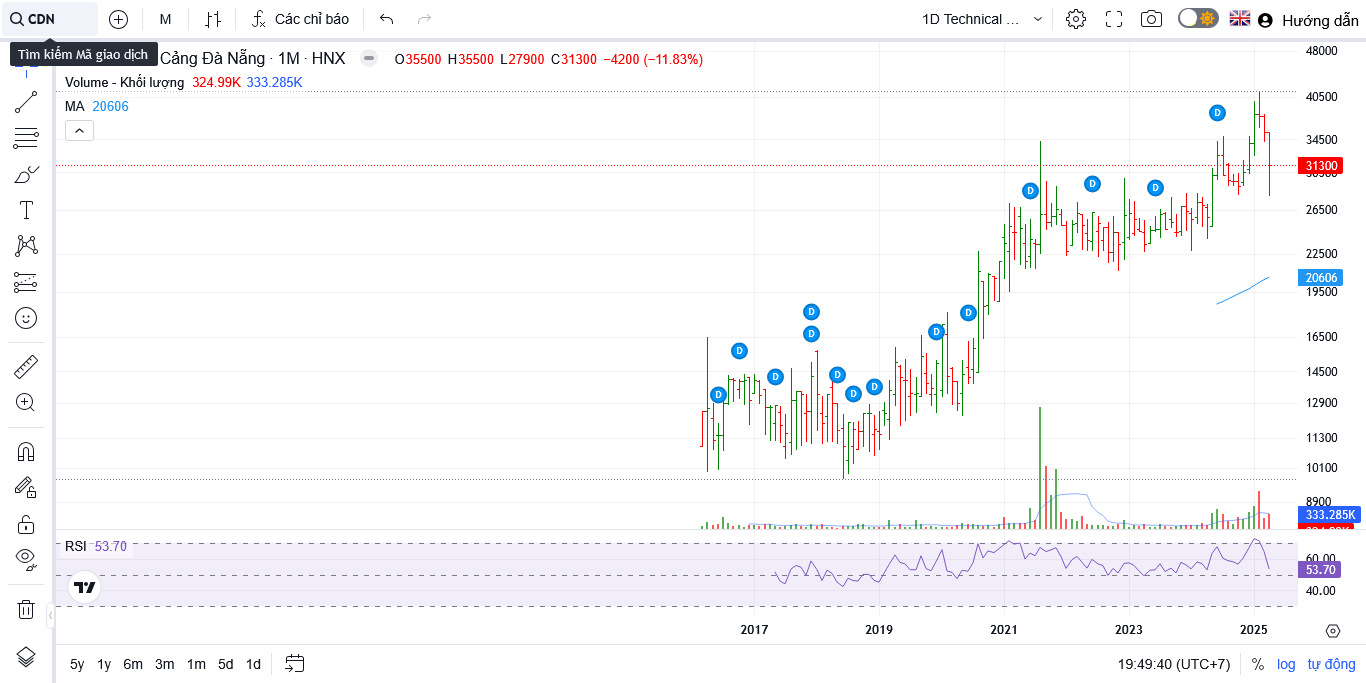 CDN
M
Các chỉ báo
1D Technical ...
Hướng dẫn
Tìm kiếm Mã giao dịch
Cảng Đà Nẵng · 1M · HNX
O35500 H35500 L27900 C31300 −4200 (−11.83%)
Volume - Khối lượng 324.99K 333.285K
MA 20606
48000
40500
34500
31300
26500
22500
20606
19500
16500
14500
12900
11300
10100
8900
333.285K
D
D
D
D
D
D
D
D
D
D
D
D
D
D
RSI 53.70
60.00
53.70
40.00
2017
2019
2021
2023
2025
5y 1y 6m 3m 1m 5d 1d
19:49:40 (UTC+7)
% log tự động